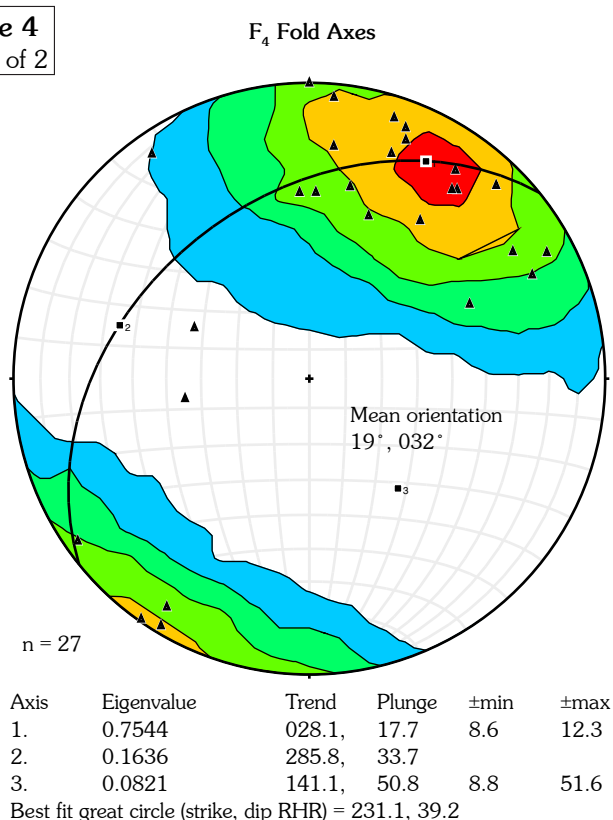 e 4
of 2
F4 Fold Axes
2
Mean orientation
19°, 032°
3
n = 27
Axis Eigenvalue Trend Plunge ±min ±max
1. 0.7544 028.1, 17.7 8.6 12.3
2. 0.1636 285.8, 33.7
3. 0.0821 141.1, 50.8 8.8 51.6
Best fit great circle (strike, dip RHR) = 231.1, 39.2